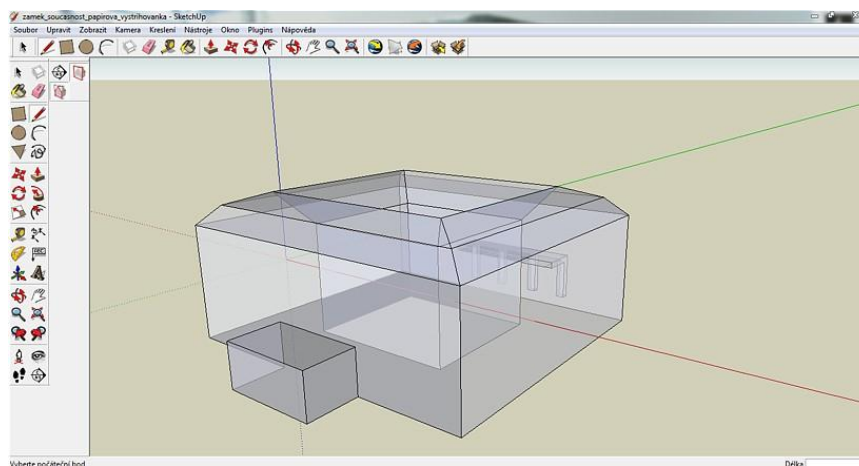 zamek_soucasnost_papirova_vystrihovanka - SketchUp
Soubor Upravit Zobrazit Kamera Kreslení Nástroje Okno Plugins Nápověda
Vyberte počáteční bod Délka